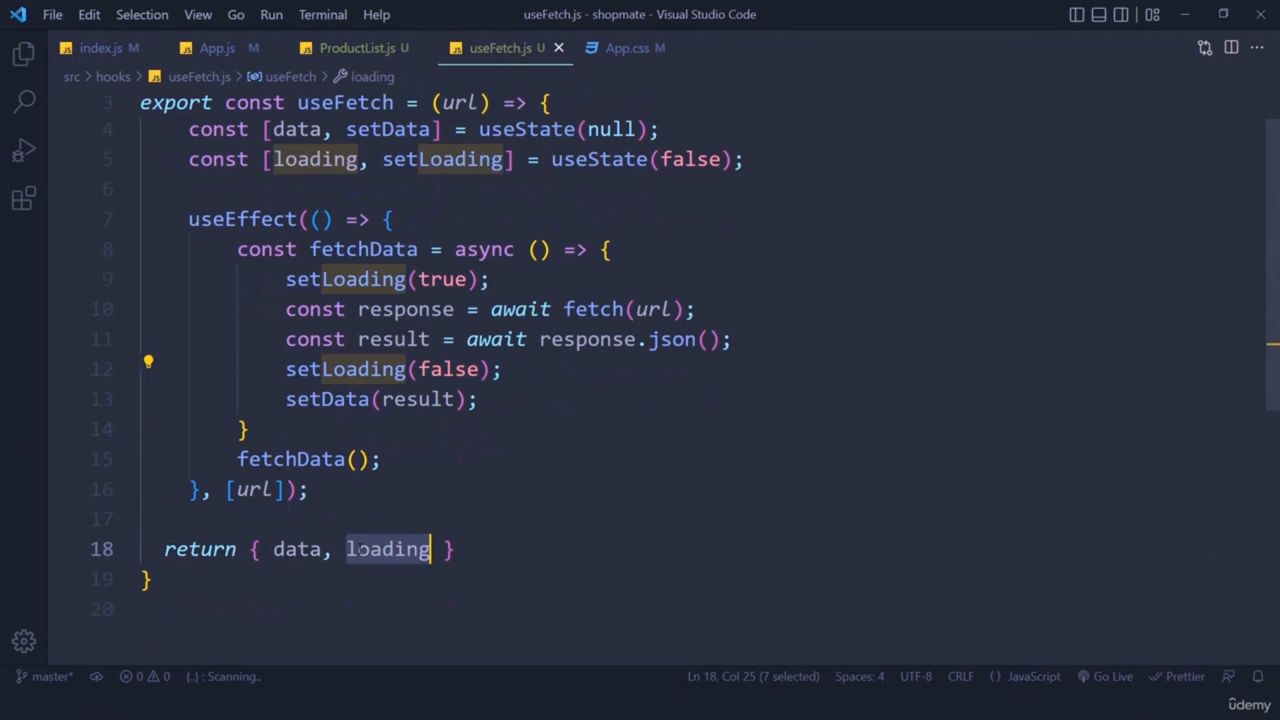 File Edit Selection View Go Run Terminal Help useFetch.js - shopmate - Visual Studio Code
index.js M App.js M ProductList.js U useFetch.js U App.css M
src > hooks > useFetch.js > useFetch > loading
3 export const useFetch = (url) => {
4 const [data, setData] = useState(null);
5 const [loading, setLoading] = useState(false);
6
7 useEffect(() => {
8 const fetchData = async () => {
9 setLoading(true);
10 const response = await fetch(url);
11 const result = await response.json();
12 setLoading(false);
13 setData(result);
14 }
15 fetchData();
16 }, [url]);
17
18 return { data, loading }
19 }
20
master* 0 0 {..} : Scanning.. Ln 18, Col 25 (7 selected) Spaces: 4 UTF-8 CRLF {} JavaScript Go Live Prettier
ûdemy